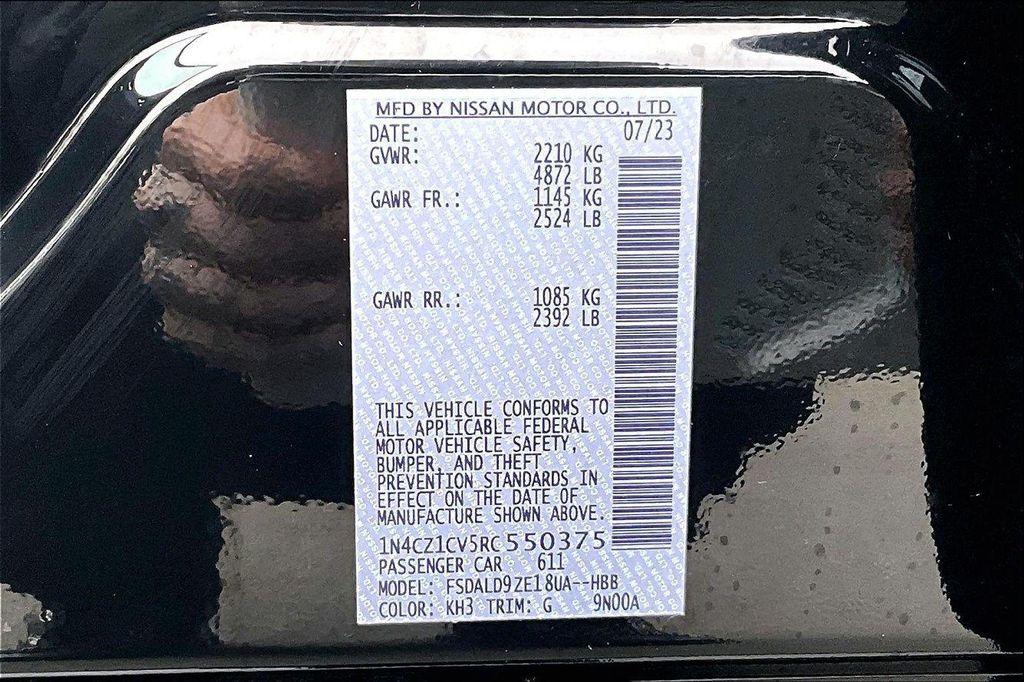 MFD BY NISSAN MOTOR CO., LTD.
DATE: 07/23
GVWR: 2210 KG
4872 LB
GAWR FR.: 1145 KG
2524 LB
GAWR RR.: 1085 KG
2392 LB
THIS VEHICLE CONFORMS TO
ALL APPLICABLE FEDERAL
MOTOR VEHICLE SAFETY,
BUMPER, AND THEFT
PREVENTION STANDARDS IN
EFFECT ON THE DATE OF
MANUFACTURE SHOWN ABOVE.
1N4CZ1CV5RC550375
PASSENGER CAR 611
MODEL: FSDALD9ZE18UA--HBB
COLOR: KH3 TRIM: G 9N00A